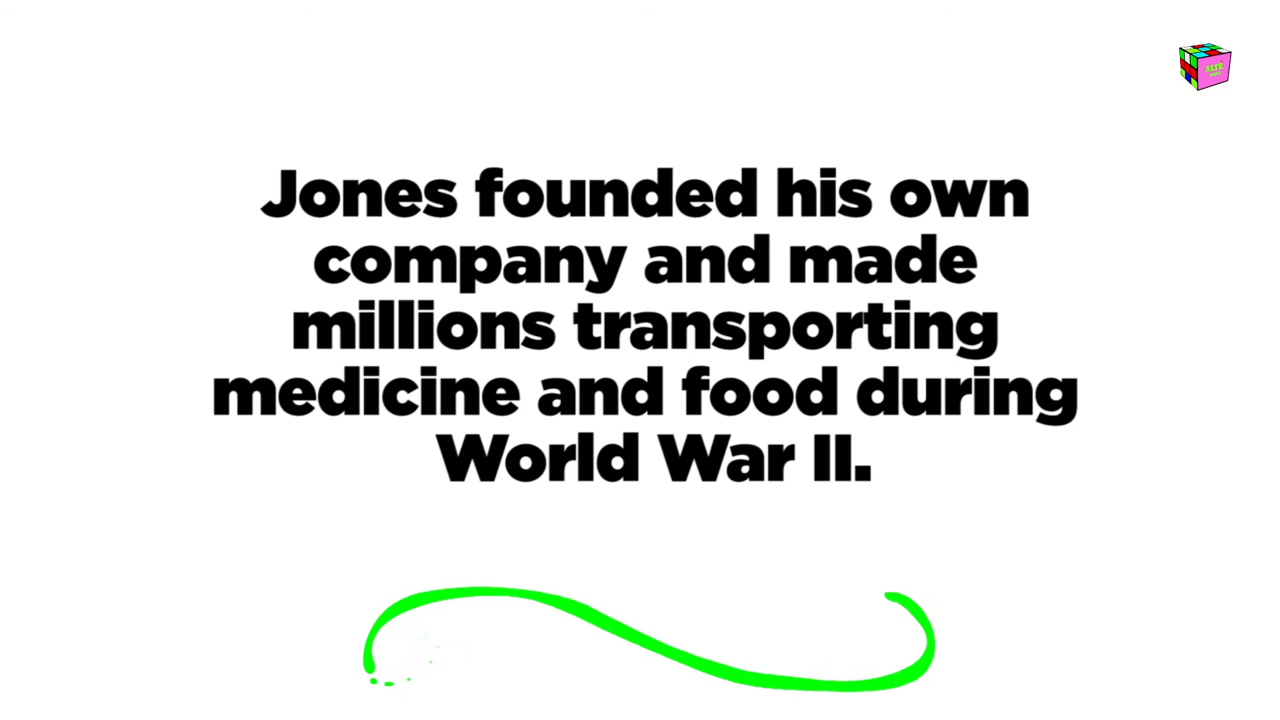 Jones founded his own
company and made
millions transporting
medicine and food during
World War II.